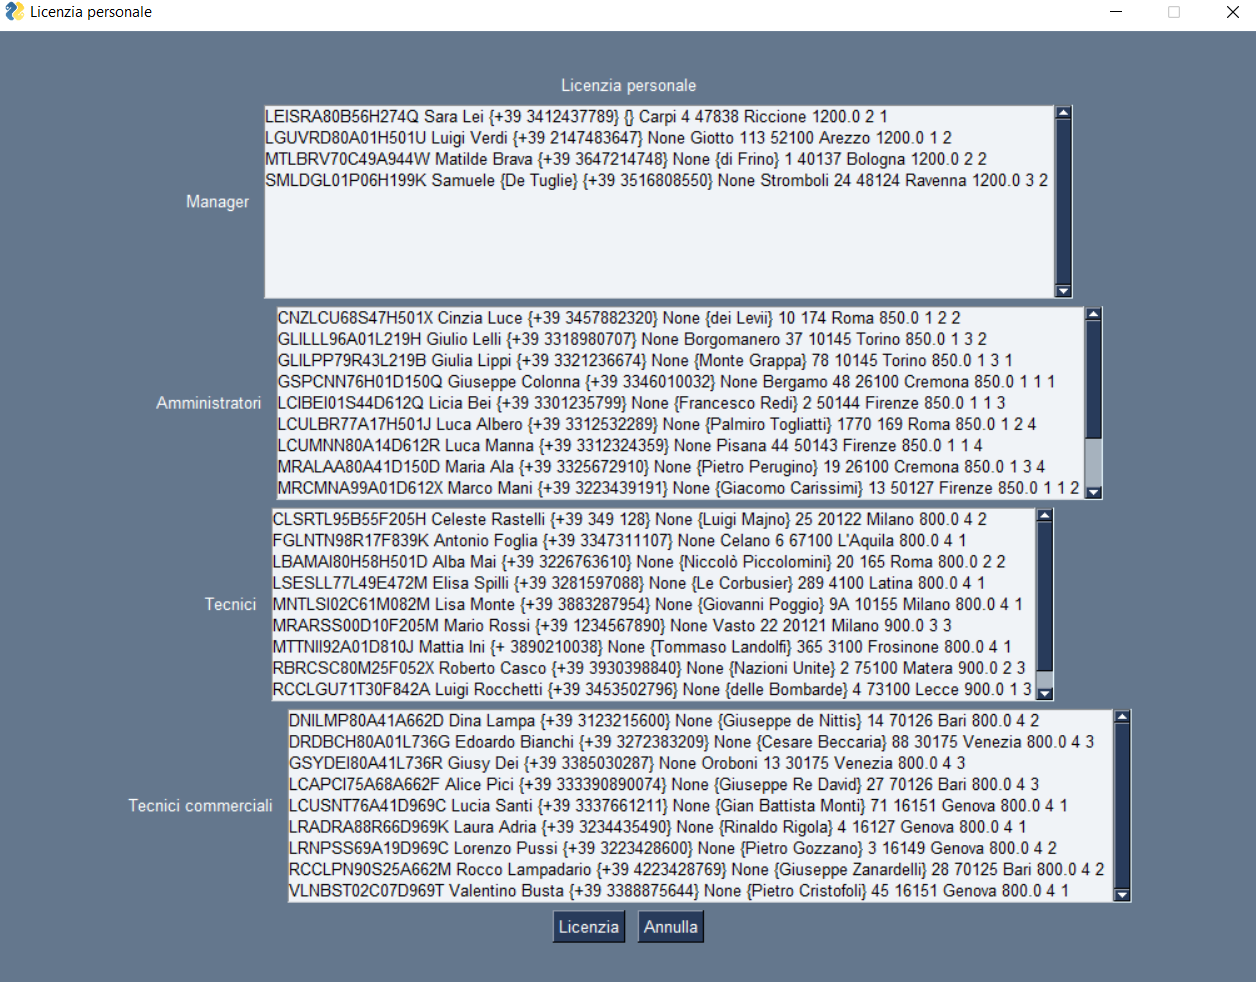 Licenzia personale
Licenzia personale
Manager
LEISRA80B56H274Q Sara Lei {+39 3412437789} {} Carpi 4 47838 Riccione 1200.0 2 1
LGUVRD80A01H501U Luigi Verdi {+39 2147483647} None Giotto 113 52100 Arezzo 1200.0 1 2
MTLBRV70C49A944W Matilde Brava {+39 3647214748} None {di Frino} 1 40137 Bologna 1200.0 2 2
SMLDGL01P06H199K Samuele {De Tuglie} {+39 3516808550} None Stromboli 24 48124 Ravenna 1200.0 3 2
Amministratori
CNZLCU68S47H501X Cinzia Luce {+39 3457882320} None {dei Levii} 10 174 Roma 850.0 1 2 2
GLILLL96A01L219H Giulio Lelli {+39 3318980707} None Borgomanero 37 10145 Torino 850.0 1 3 2
GLILPP79R43L219B Giulia Lippi {+39 3321236674} None {Monte Grappa} 78 10145 Torino 850.0 1 3 1
GSPCNN76H01D150Q Giuseppe Colonna {+39 3346010032} None Bergamo 48 26100 Cremona 850.0 1 1 1
LCIBEI01S44D612Q Licia Bei {+39 3301235799} None {Francesco Redi} 2 50144 Firenze 850.0 1 1 3
LCULBR77A17H501J Luca Albero {+39 3312532289} None {Palmiro Togliatti} 1770 169 Roma 850.0 1 2 4
LCUMNN80A14D612R Luca Manna {+39 3312324359} None Pisana 44 50143 Firenze 850.0 1 1 4
MRALAA80A41D150D Maria Ala {+39 3325672910} None {Pietro Perugino} 19 26100 Cremona 850.0 1 3 4
MRCMNA99A01D612X Marco Mani {+39 3223439191} None {Giacomo Carissimi} 13 50127 Firenze 850.0 1 1 2
Tecnici
CLSRTL95B55F205H Celeste Rastelli {+39 349 128} None {Luigi Majno} 25 20122 Milano 800.0 4 2
FGLNTN98R17F839K Antonio Foglia {+39 3347311107} None Celano 6 67100 L'Aquila 800.0 4 1
LBAMAI80H58H501D Alba Mai {+39 3226763610} None {Niccolò Piccolomini} 20 165 Roma 800.0 2 2
LSESLL77L49E472M Elisa Spilli {+39 3281597088} None {Le Corbusier} 289 4100 Latina 800.0 4 1
MNTLSI02C61M082M Lisa Monte {+39 3883287954} None {Giovanni Poggio} 9A 10155 Milano 800.0 4 1
MRARSS00D10F205M Mario Rossi {+39 1234567890} None Vasto 22 20121 Milano 900.0 3 3
MTTNII92A01D810J Mattia Ini {+ 3890210038} None {Tommaso Landolfi} 365 3100 Frosinone 800.0 4 1
RBRCSC80M25F052X Roberto Casco {+39 3930398840} None {Nazioni Unite} 2 75100 Matera 900.0 2 3
RCCLGU71T30F842A Luigi Rocchetti {+39 3453502796} None {delle Bombarde} 4 73100 Lecce 900.0 1 3
Tecnici commerciali
DNILMP80A41A662D Dina Lampa {+39 3123215600} None {Giuseppe de Nittis} 14 70126 Bari 800.0 4 2
DRDBCH80A01L736G Edoardo Bianchi {+39 3272383209} None {Cesare Beccaria} 88 30175 Venezia 800.0 4 3
GSYDEI80A41L736R Giusy Dei {+39 3385030287} None Oroboni 13 30175 Venezia 800.0 4 3
LCAPCI75A68A662F Alice Pici {+39 333390890074} None {Giuseppe Re David} 27 70126 Bari 800.0 4 3
LCUSNT76A41D969C Lucia Santi {+39 3337661211} None {Gian Battista Monti} 71 16151 Genova 800.0 4 1
LRADRA88R66D969K Laura Adria {+39 3234435490} None {Rinaldo Rigola} 4 16127 Genova 800.0 4 1
LRNPSS69A19D969C Lorenzo Pussi {+39 3223428600} None {Pietro Gozzano} 3 16149 Genova 800.0 4 2
RCCLPN90S25A662M Rocco Lampadario {+39 4223428769} None {Giuseppe Zanardelli} 28 70125 Bari 800.0 4 2
VLNBST02C07D969T Valentino Busta {+39 3388875644} None {Pietro Cristofoli} 45 16151 Genova 800.0 4 1
Licenzia Annulla